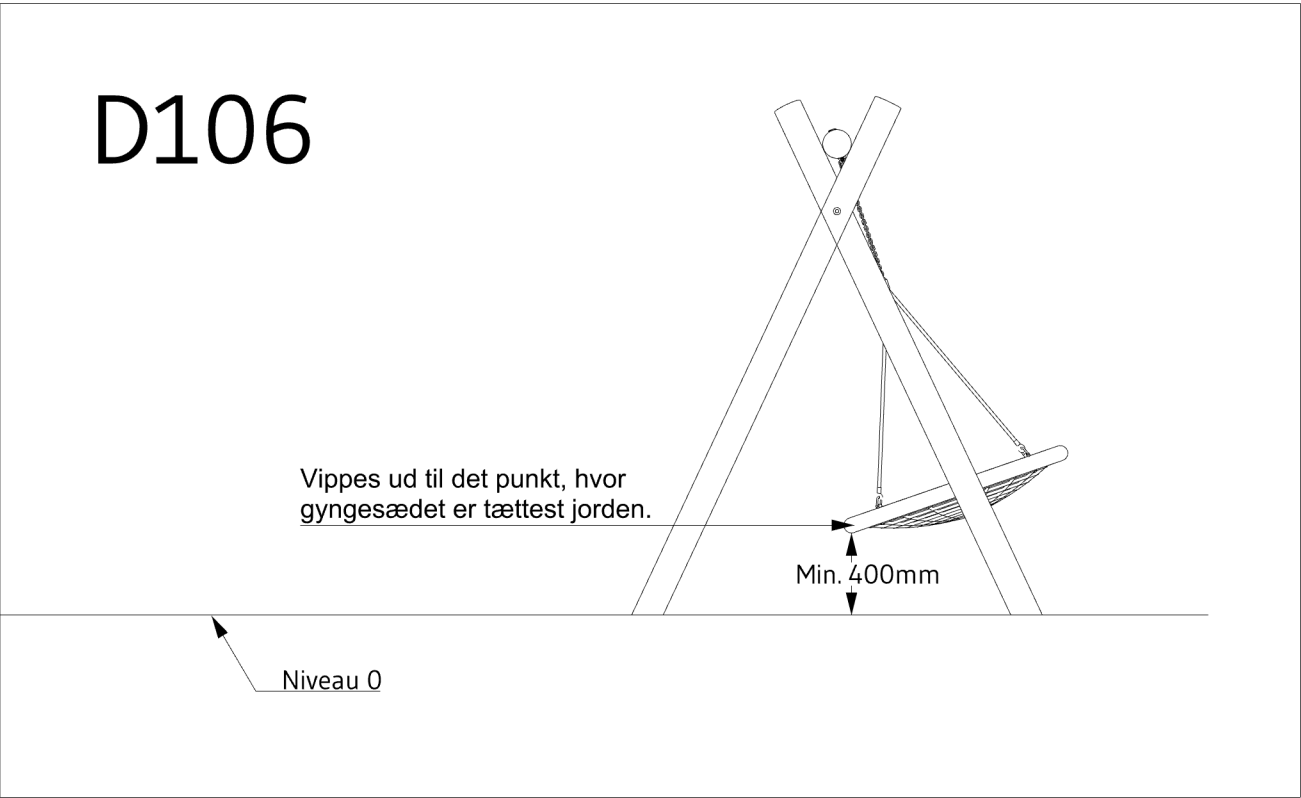 D106
Vippes ud til det punkt, hvor
gyngesædet er tættest jorden.
Min. 400mm
Niveau 0